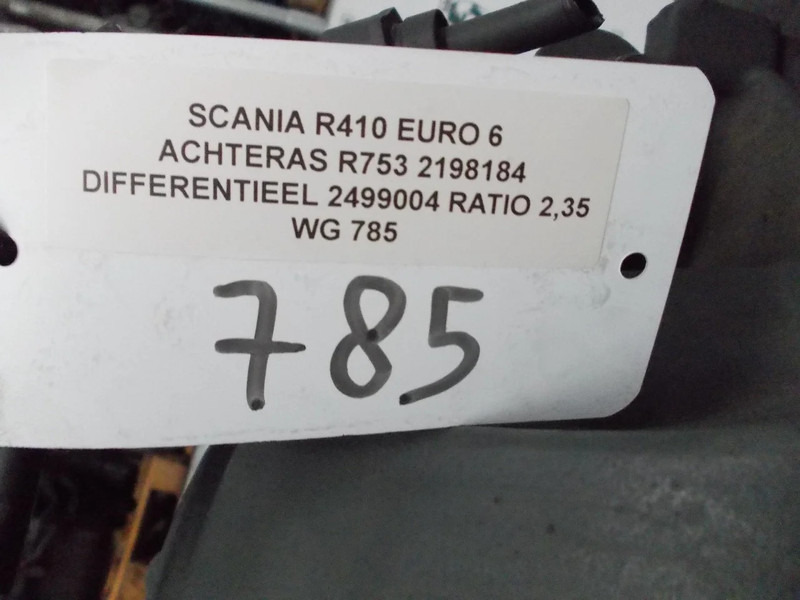 SCANIA R410 EURO 6
ACHTERAS R753 2198184
DIFFERENTIEEL 2499004 RATIO 2,35
WG 785
785